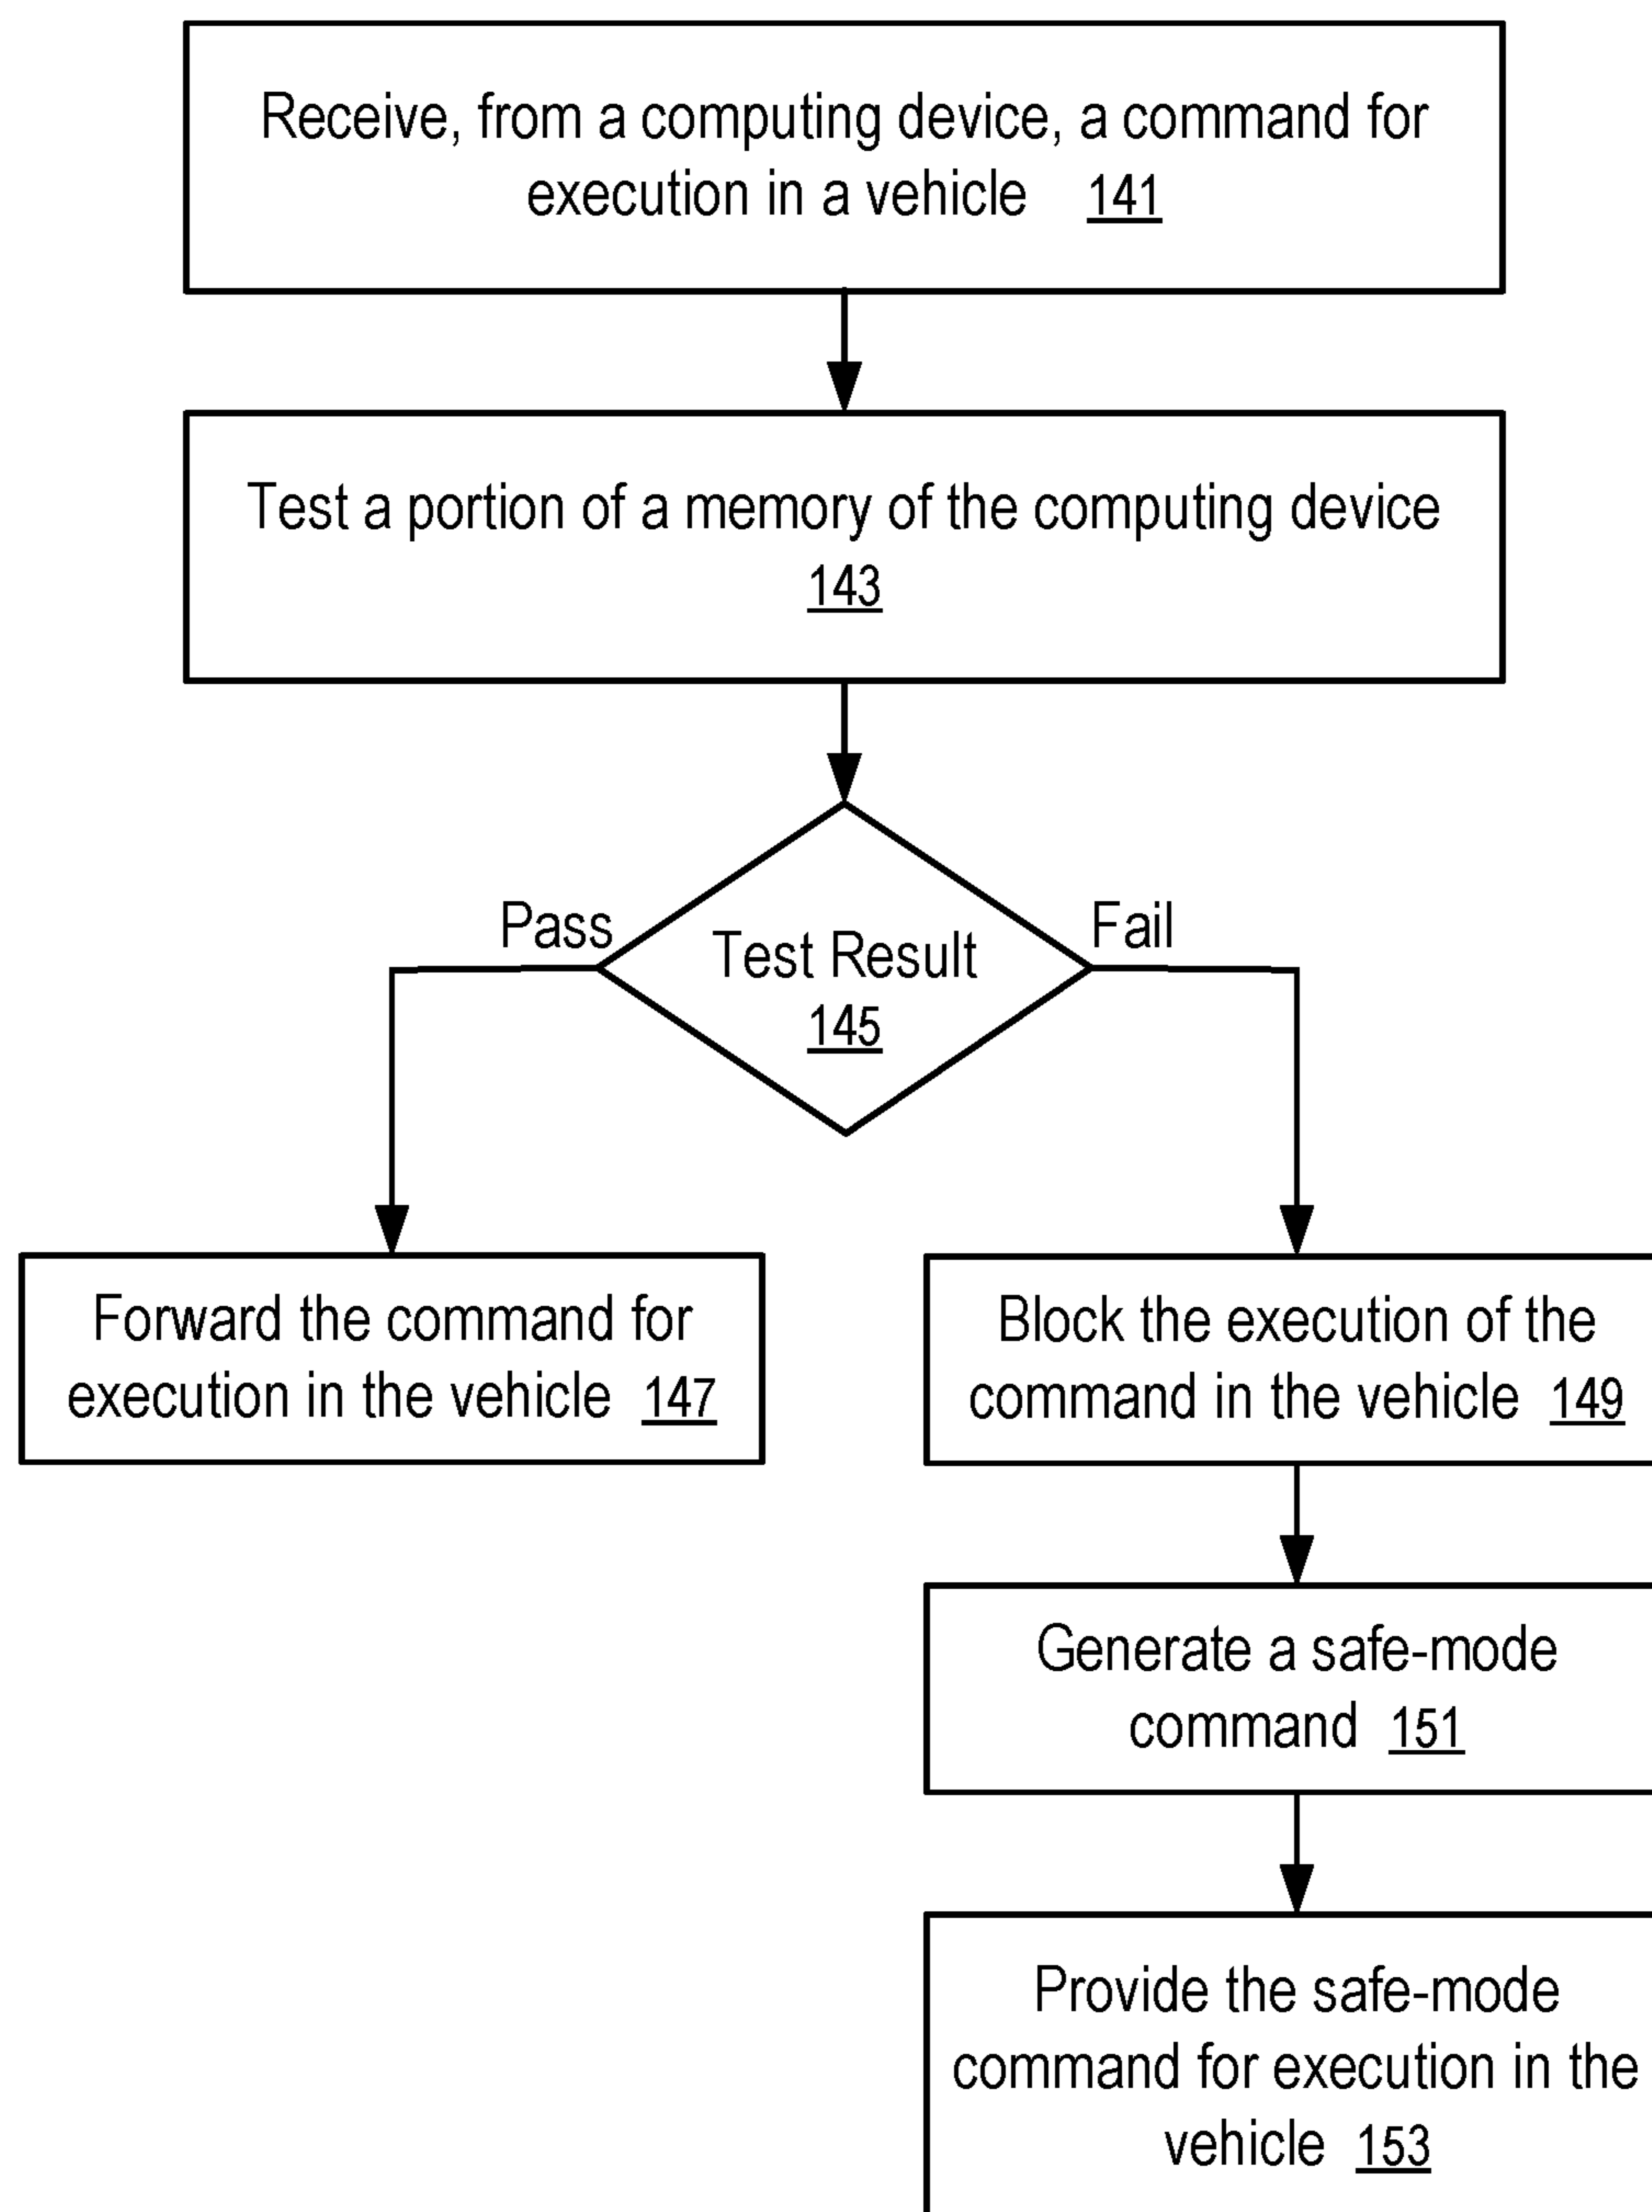 Receive, from a computing device, a command for
execution in a vehicle 141
Test a portion of a memory of the computing device
143
Pass
Fail
Test Result
145
Forward the command for
execution in the vehicle 147
Block the execution of the
command in the vehicle 149
Generate a safe-mode
command 151
Provide the safe-mode
command for execution in the
vehicle 153